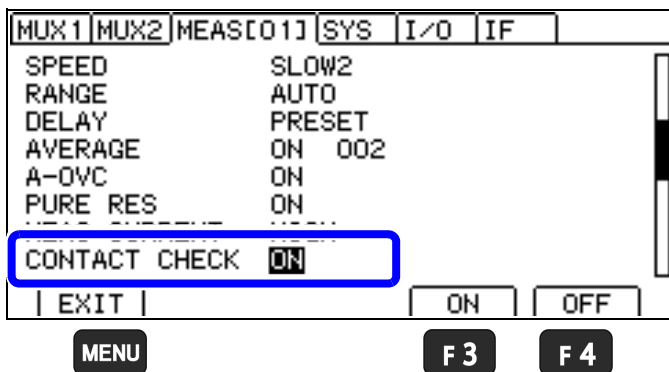 MUX1 MUX2 MEAS[01] SYS I/O IF
SPEED SLOW2
RANGE AUTO
DELAY PRESET
AVERAGE ON 002
A-OVC ON
PURE RES ON
CONTACT CHECK ON
EXIT ON OFF
MENU F3 F4